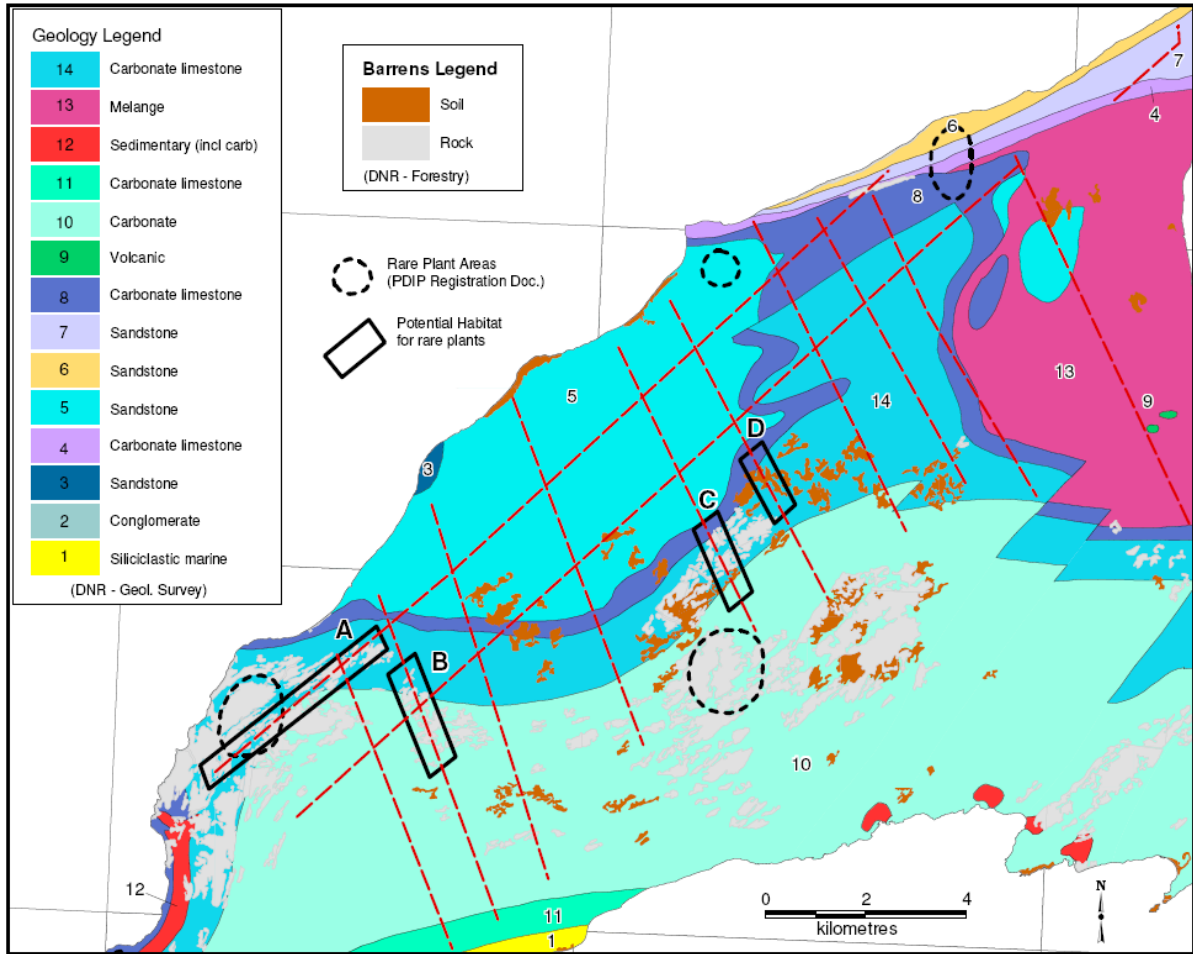 Geology Legend
14 Carbonate limestone
13 Melange
12 Sedimentary (incl carb)
11 Carbonate limestone
10 Carbonate
9 Volcanic
8 Carbonate limestone
7 Sandstone
6 Sandstone
5 Sandstone
4 Carbonate limestone
3 Sandstone
2 Conglomerate
1 Siliciclastic marine
(DNR - Geol. Survey)
Barrens Legend
Soil
Rock
(DNR - Forestry)
Rare Plant Areas
(PDIP Registration Doc.)
Potential Habitat
for rare plants
7
4
6
8
13
9
5
14
3
D
C
A
B
10
12
11
1
0 2 4
kilometres
N